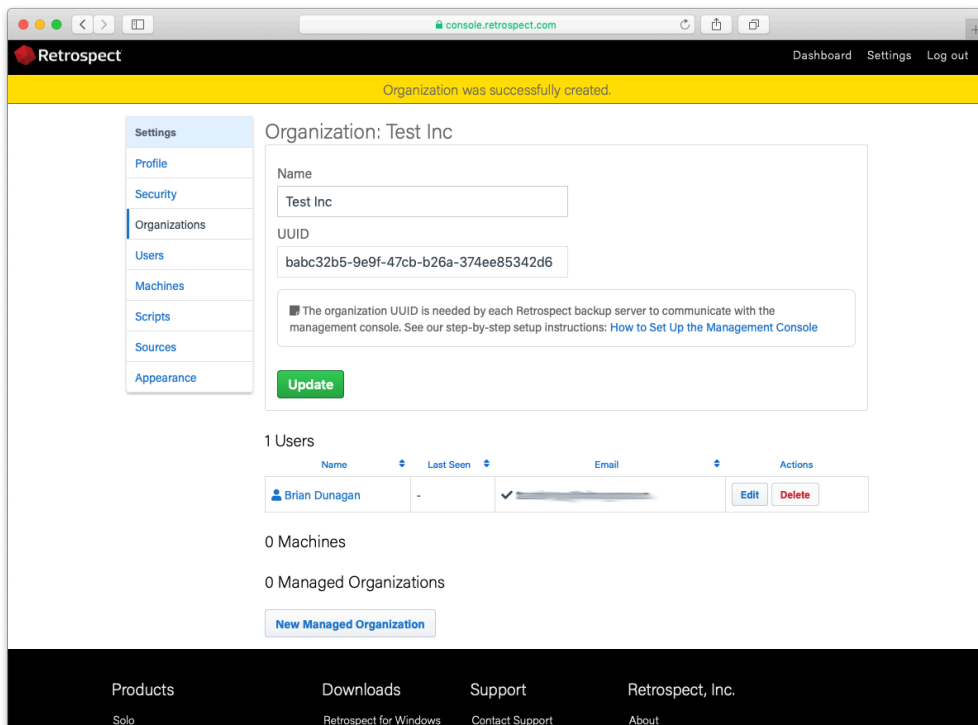 console.retrospect.com
Retrospect
Dashboard Settings Log out
Organization was successfully created.
Settings
Profile
Security
Organizations
Users
Machines
Scripts
Sources
Appearance
Organization: Test Inc
Name
Test Inc
UUID
babc32b5-9e9f-47cb-b26a-374ee85342d6
The organization UUID is needed by each Retrospect backup server to communicate with the
management console. See our step-by-step setup instructions: How to Set Up the Management Console
Update
1 Users
Name Last Seen Email Actions
Brian Dunagan - Edit Delete
0 Machines
0 Managed Organizations
New Managed Organization
Products Downloads Support Retrospect, Inc.
Solo Retrospect for Windows Contact Support About